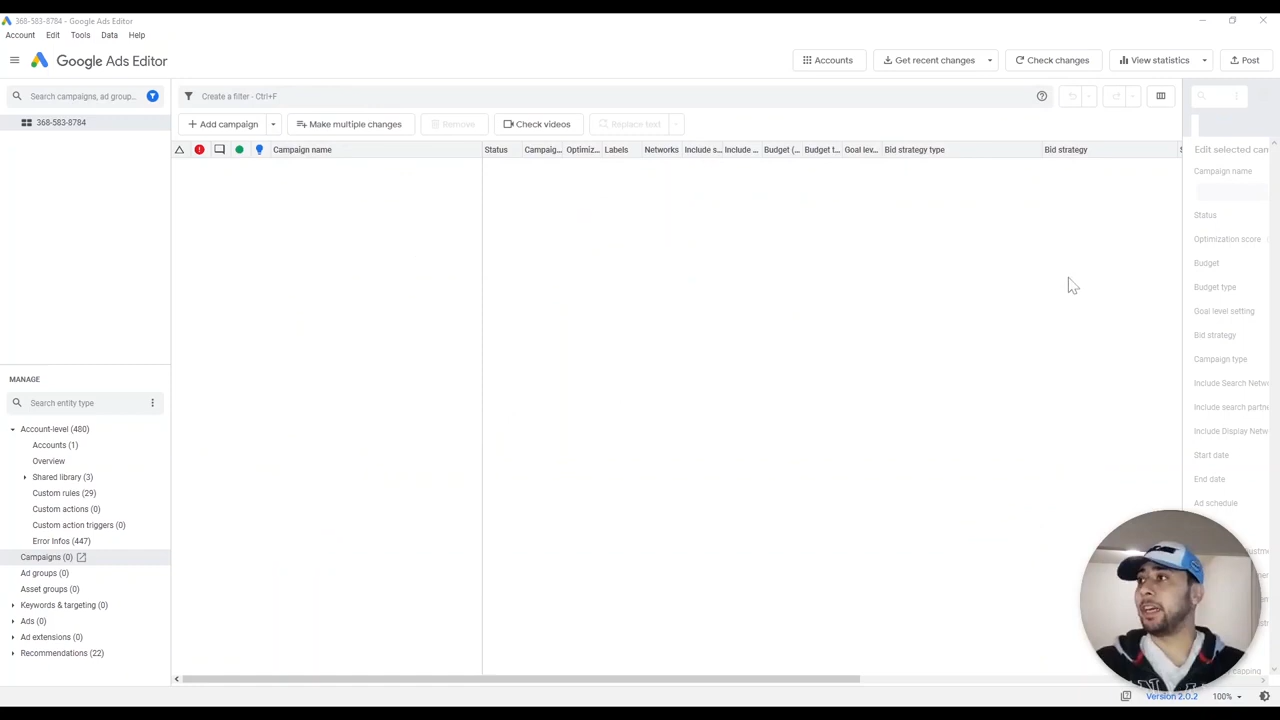 368-583-8784 - Google Ads Editor
Account Edit Tools Data Help
Google Ads Editor
Accounts
Get recent changes
Check changes
View statistics
Post
Search campaigns, ad group...
Create a filter - Ctrl+F
368-583-8784
Add campaign
Make multiple changes
Remove
Check videos
Replace text
Campaign name
Status
Campaig...
Optimiz...
Labels
Networks
Include s...
Include ...
Budget (...
Budget t...
Goal lev...
Bid strategy type
Bid strategy
Edit selected can
Campaign name
Status
Optimization score
Budget
Budget type
Goal level setting
Bid strategy
Campaign type
Include Search Netw
Include search partne
Include Display Netw
Start date
End date
Ad schedule
MANAGE
Search entity type
Account-level (480)
Accounts (1)
Overview
Shared library (3)
Custom rules (29)
Custom actions (0)
Custom action triggers (0)
Error Infos (447)
Campaigns (0)
Ad groups (0)
Asset groups (0)
Keywords & targeting (0)
Ads (0)
Ad extensions (0)
Recommendations (22)
Version 2.0.2
100%